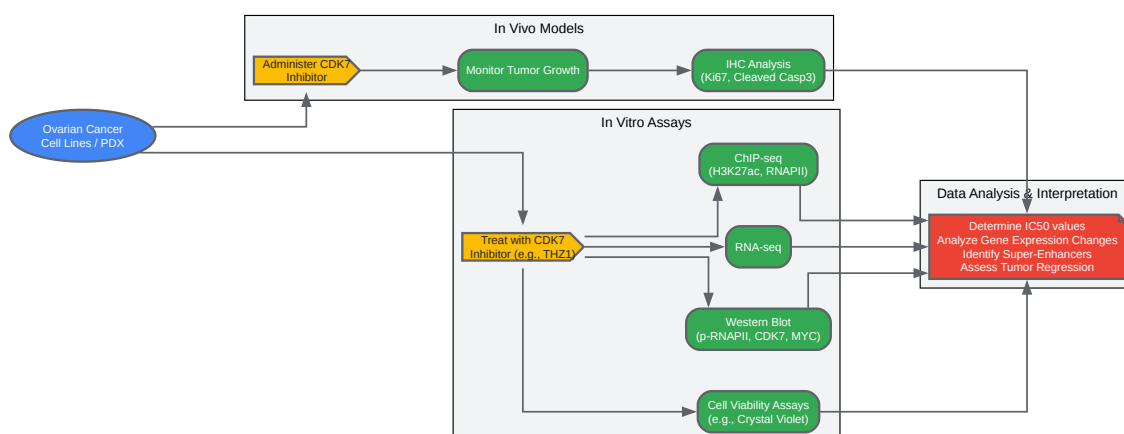 In Vivo Models
Administer CDK7
Inhibitor
Monitor Tumor Growth
IHC Analysis
(Ki67, Cleaved Casp3)
Ovarian Cancer
Cell Lines / PDX
In Vitro Assays
ChIP-seq
(H3K27ac, RNAPII)
Treat with CDK7
Inhibitor (e.g., THZ1)
RNA-seq
Western Blot
(p-RNAPII, CDK7, MYC)
Cell Viability Assays
(e.g., Crystal Violet)
Data Analysis & Interpretation
Determine IC50 values
Analyze Gene Expression Changes
Identify Super-Enhancers
Assess Tumor Regression